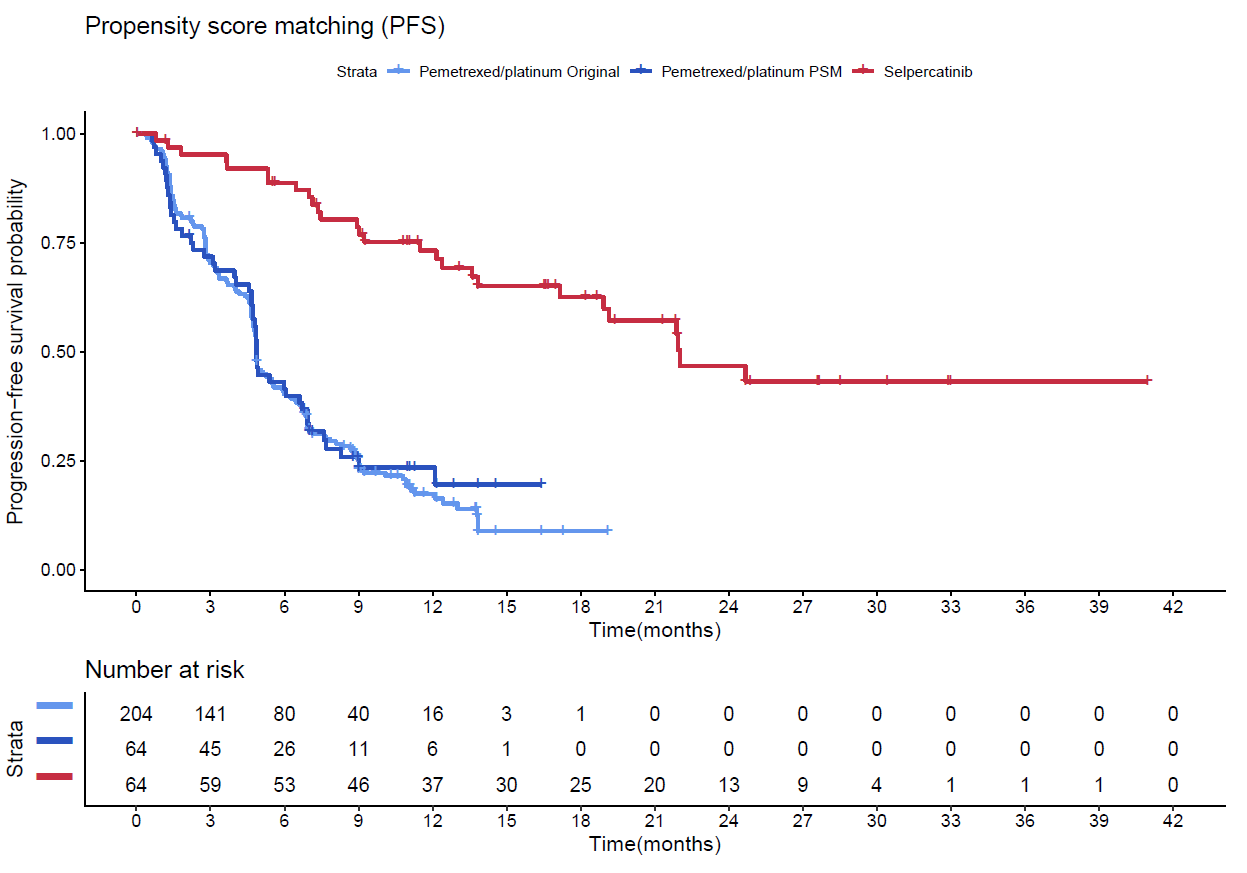 Propensity score matching (PFS)
Strata Pemetrexed/platinum Original Pemetrexed/platinum PSM Selpercatinib
Progression−free survival probability
1.00
0.75
0.50
0.25
0.00
0 3 6 9 12 15 18 21 24 27 30 33 36 39 42
Time(months)
Number at risk
Strata
204 141 80 40 16 3 1 0 0 0 0 0 0 0 0
64 45 26 11 6 1 0 0 0 0 0 0 0 0 0
64 59 53 46 37 30 25 20 13 9 4 1 1 1 0
0 3 6 9 12 15 18 21 24 27 30 33 36 39 42
Time(months)